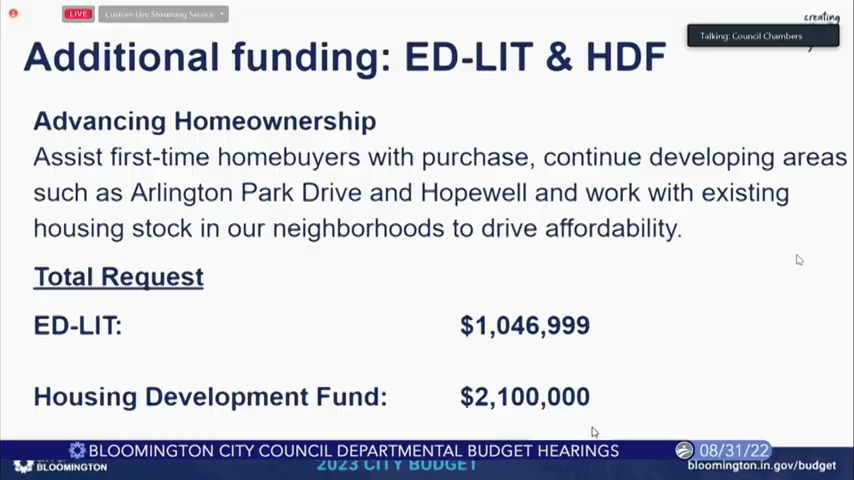 LIVE
Custom Live Streaming Service
creating
Talking: Council Chambers
Additional funding: ED-LIT & HDF
Advancing Homeownership
Assist first-time homebuyers with purchase, continue developing areas
such as Arlington Park Drive and Hopewell and work with existing
housing stock in our neighborhoods to drive affordability.
Total Request
ED-LIT: $1,046,999
Housing Development Fund: $2,100,000
BLOOMINGTON CITY COUNCIL DEPARTMENTAL BUDGET HEARINGS 08/31/22
BLOOMINGTON 2023 CITY BUDGET bloomington.in.gov/budget